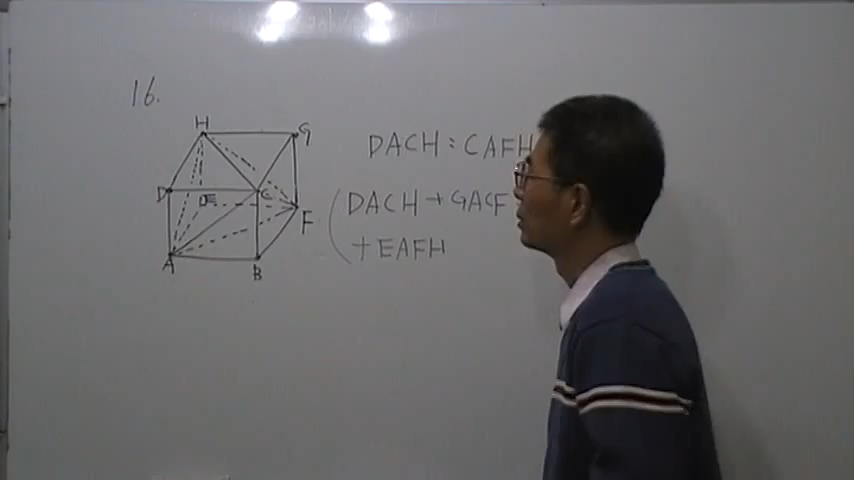 16.
H
G
DACH : CAFH
D
C
E
(DACH + GACF
F
+ EAFH
A
B